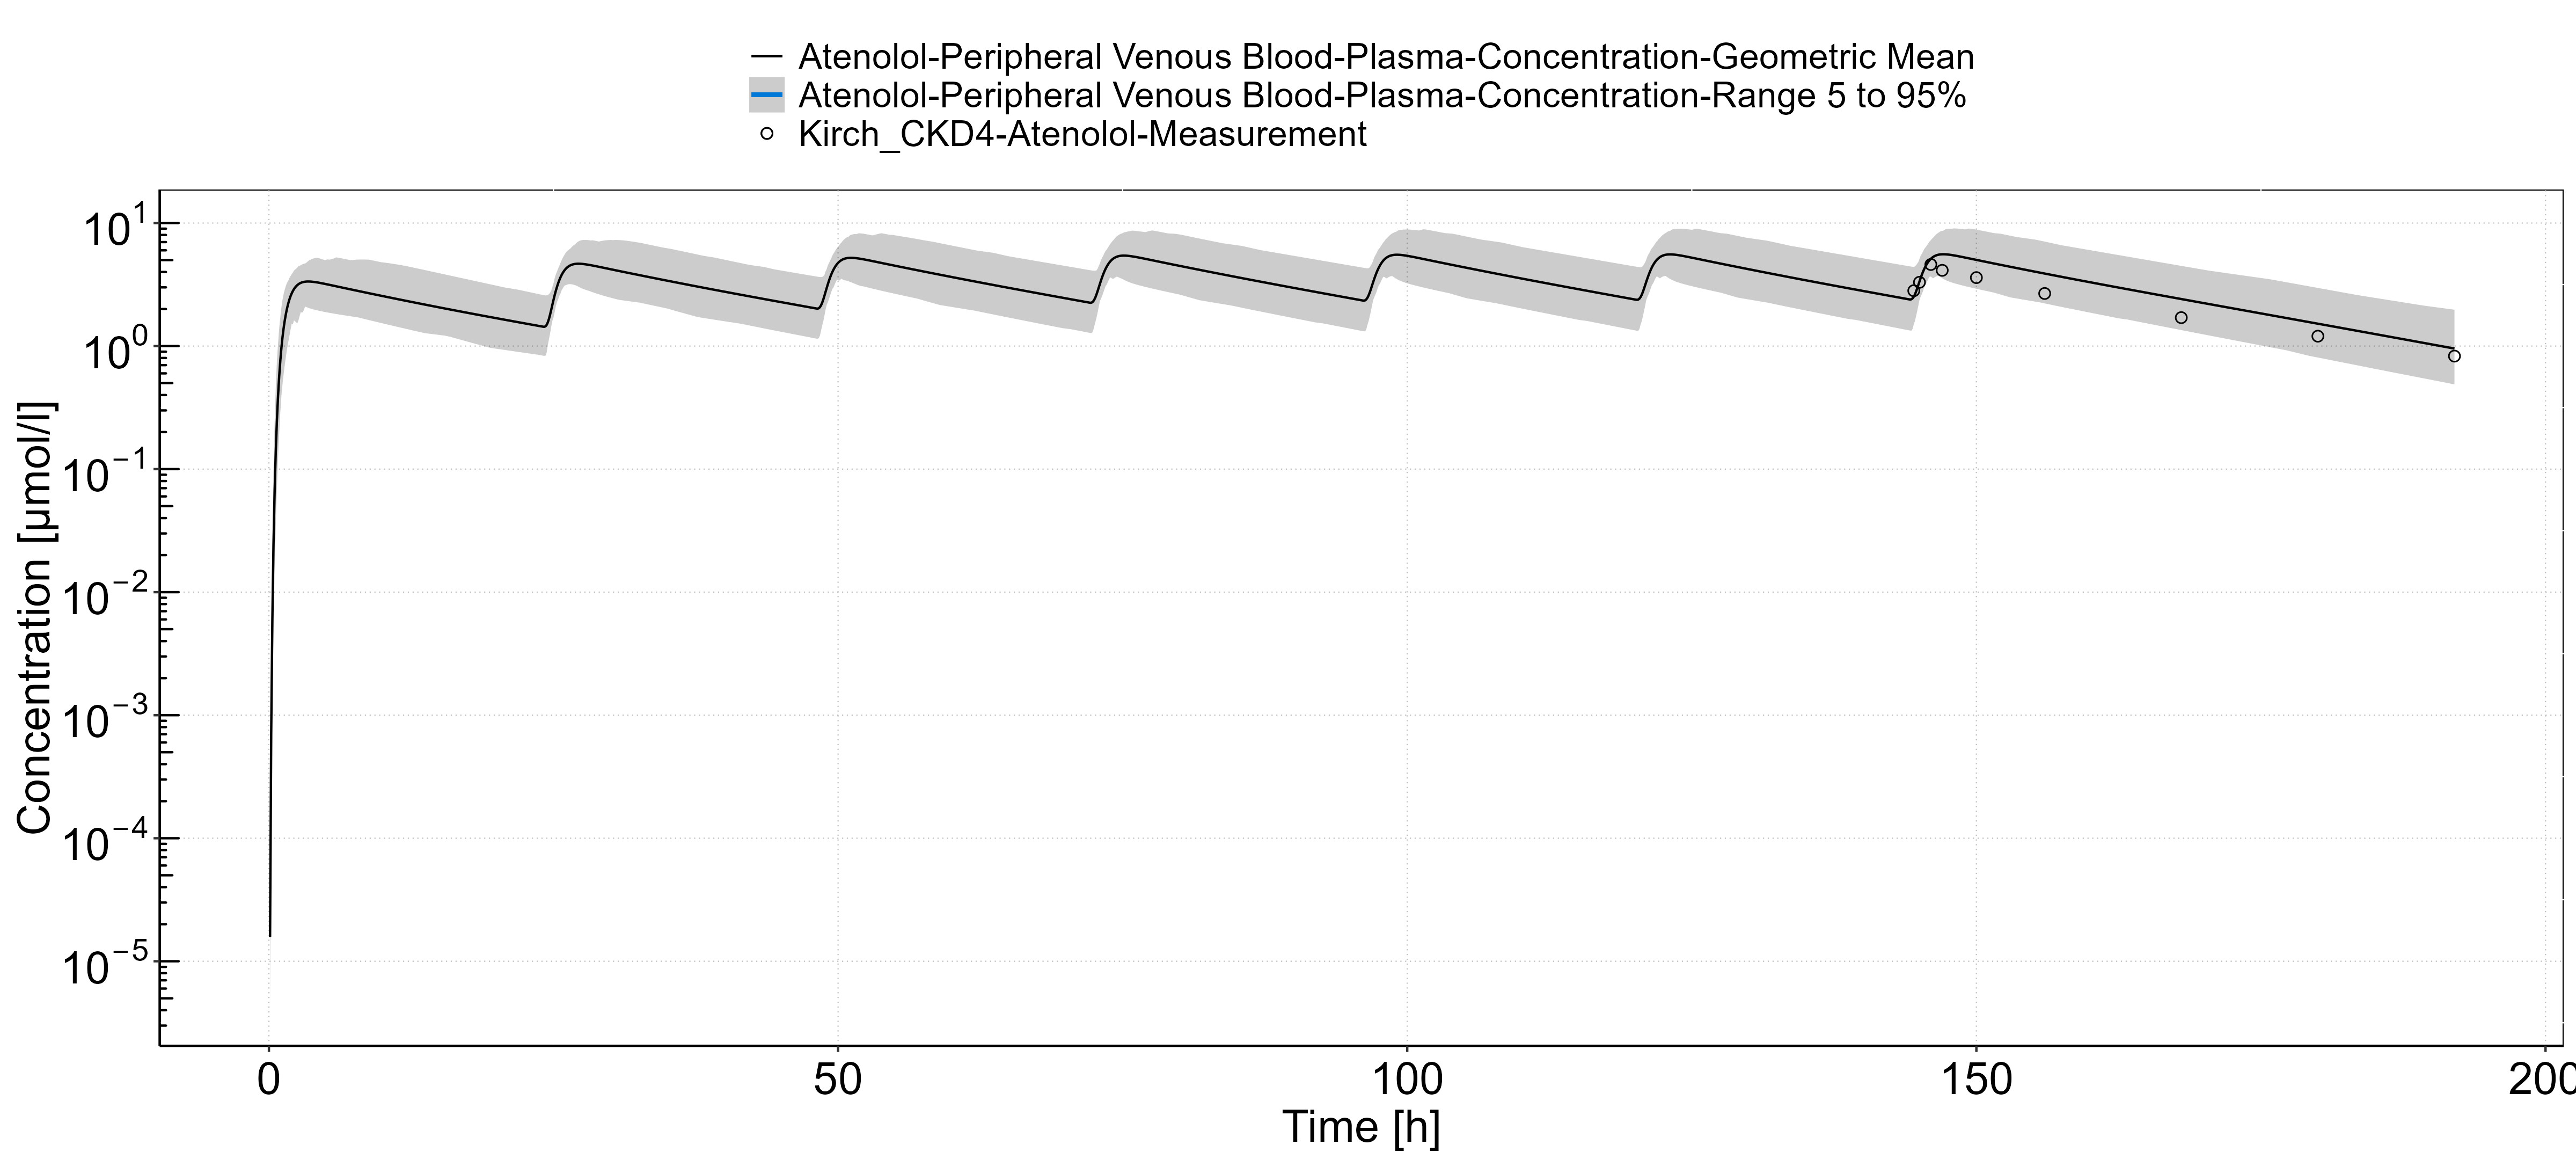 Atenolol-Peripheral Venous Blood-Plasma-Concentration-Geometric Mean
Atenolol-Peripheral Venous Blood-Plasma-Concentration-Range 5 to 95%
Kirch_CKD4-Atenolol-Measurement
Concentration [µmol/l]
10¹
10⁰
10⁻¹
10⁻²
10⁻³
10⁻⁴
10⁻⁵
0 50 100 150 200
Time [h]